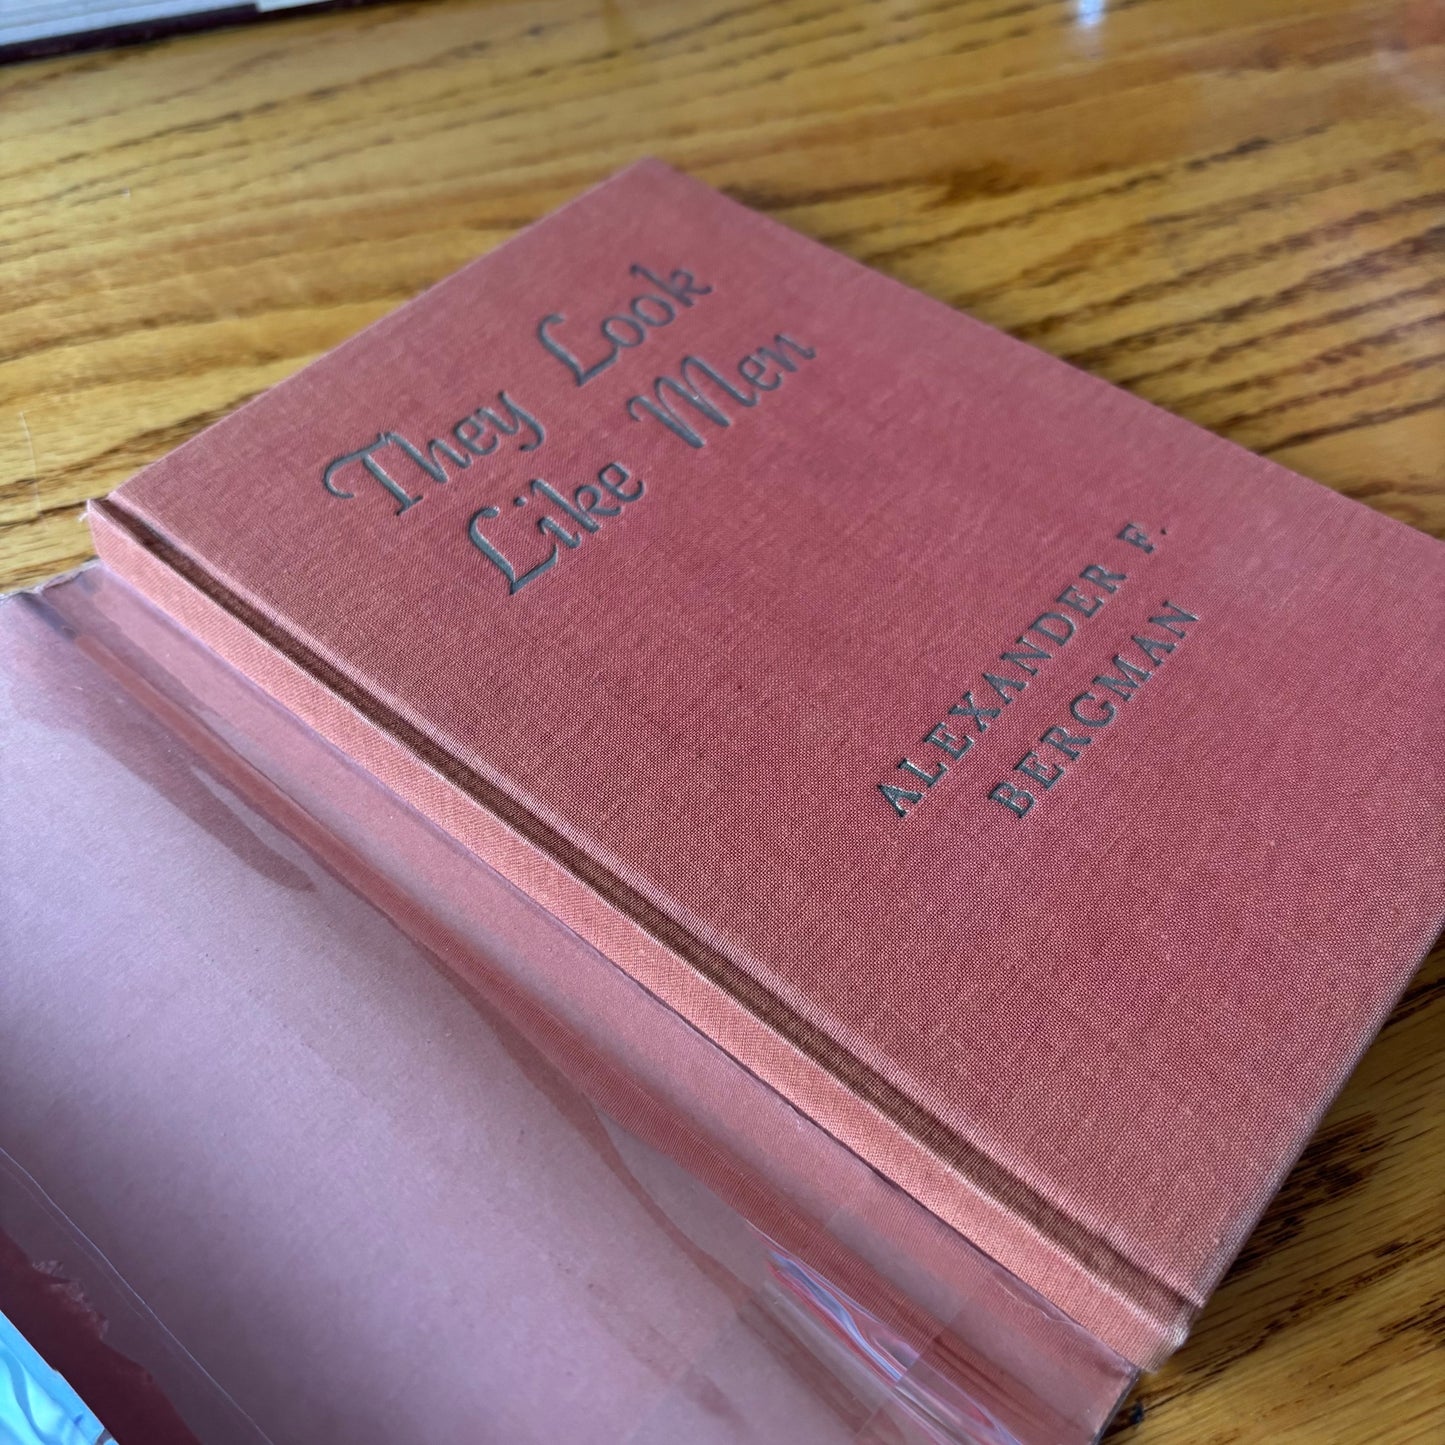 They Look
Like Men
ALEXANDER F.
BERGMAN